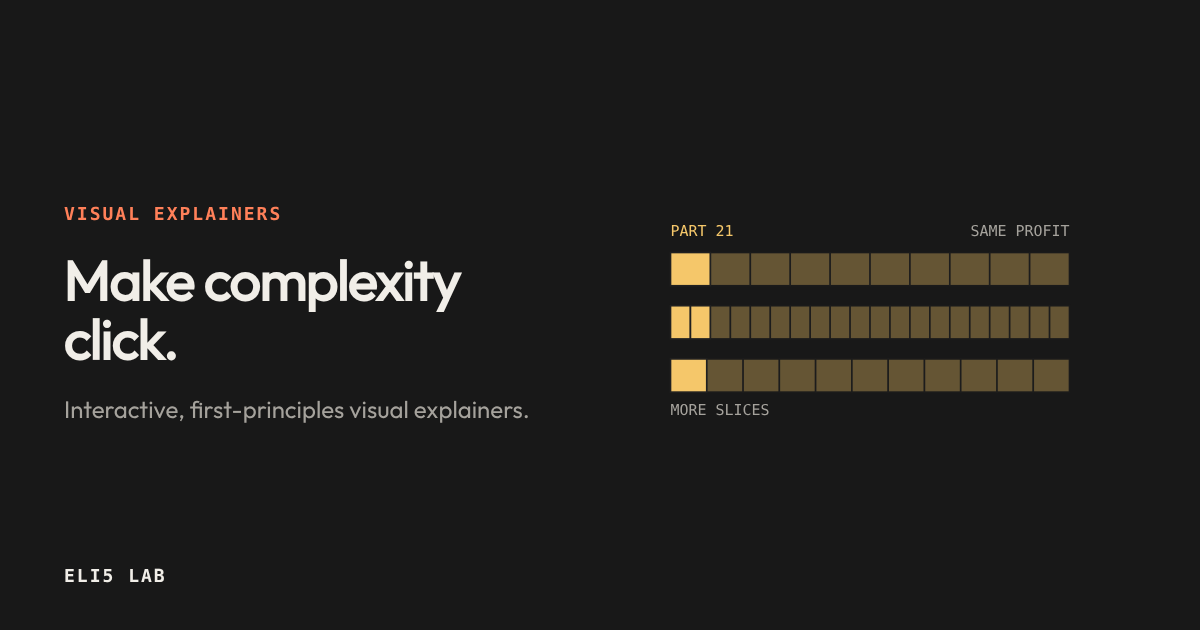 VISUAL EXPLAINERS
Make complexity
click.
Interactive, first-principles visual explainers.
ELI5 LAB
PART 21
SAME PROFIT
MORE SLICES